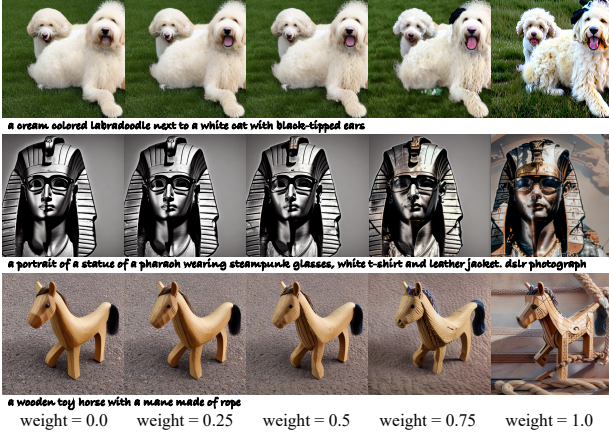 a cream colored labradoodle next to a white cat with black-tipped ears
a portrait of a statue of a pharaoh wearing steampunk glasses, white t-shirt and leather jacket. dslr photograph
a wooden toy horse with a mane made of rope
weight = 0.0 weight = 0.25 weight = 0.5 weight = 0.75 weight = 1.0